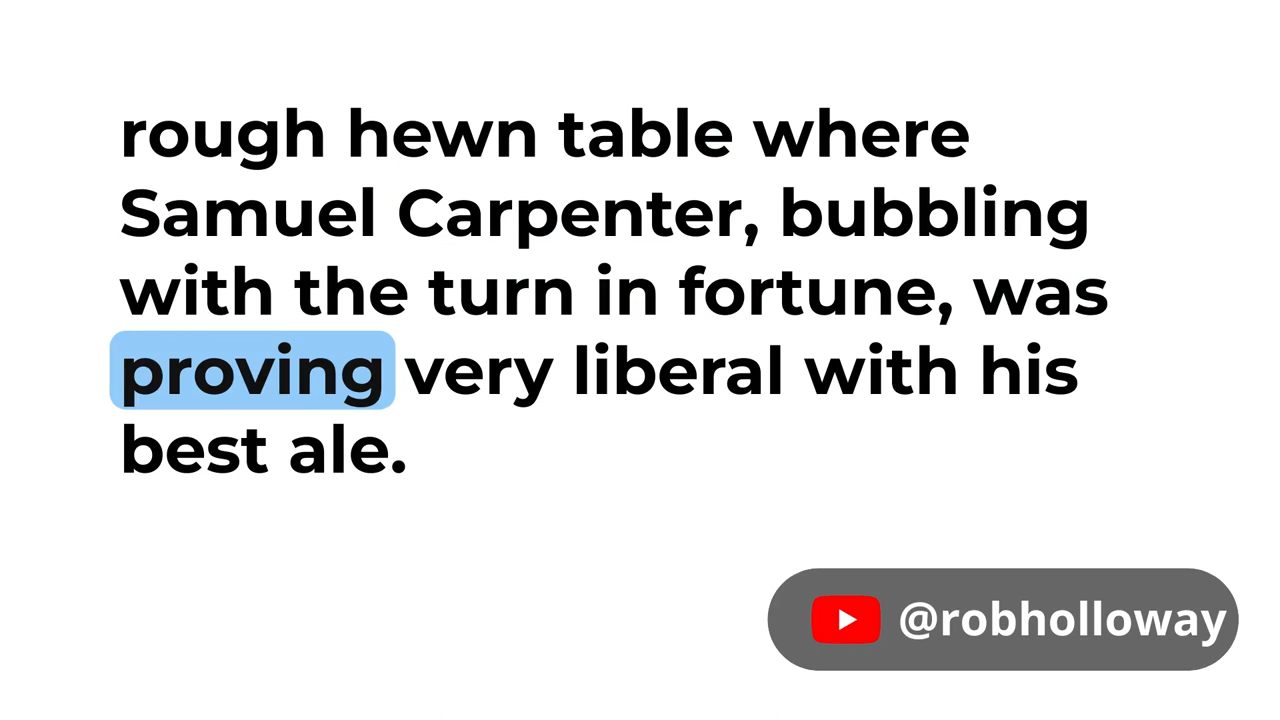 rough hewn table where
Samuel Carpenter, bubbling
with the turn in fortune, was
proving very liberal with his
best ale.
@robholloway